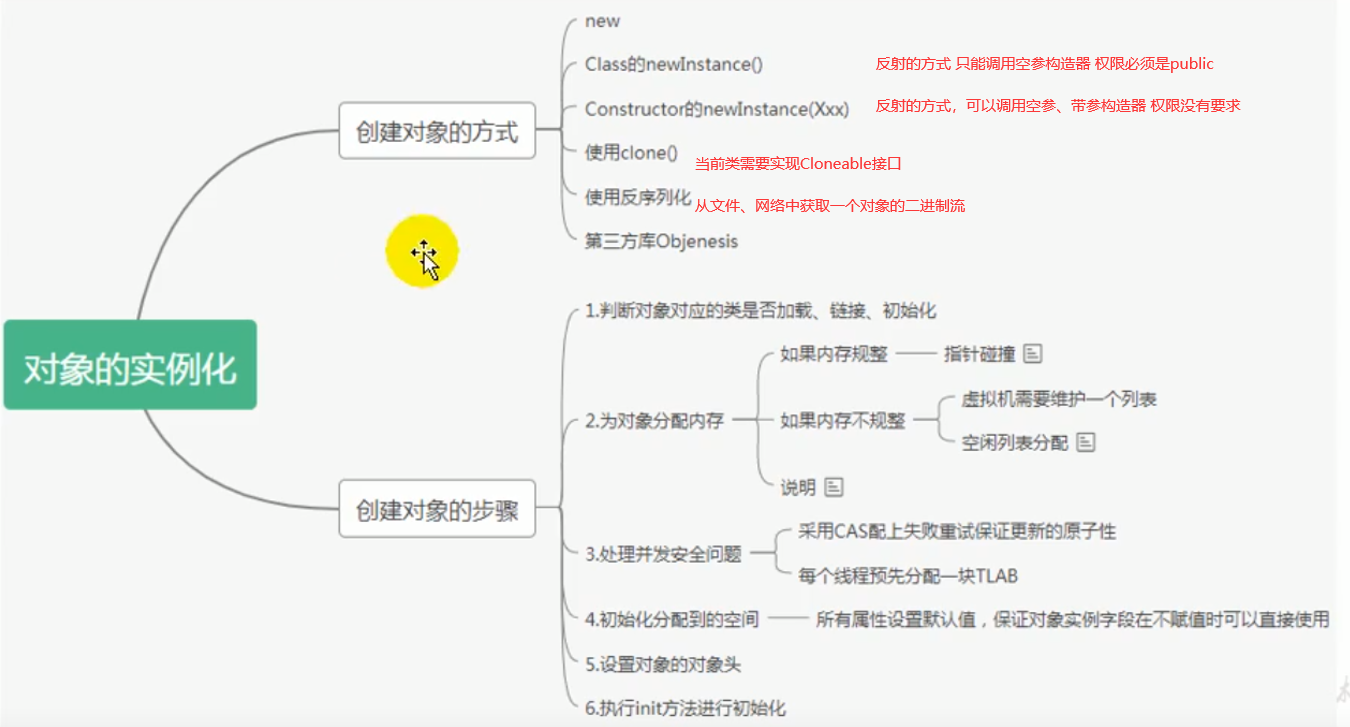 new
Class的newInstance()
反射的方式 只能调用空参构造器 权限必须是public
Constructor的newInstance(Xxx)
反射的方式，可以调用空参、带参构造器 权限没有要求
创建对象的方式
使用clone()
当前类需要实现Cloneable接口
使用反序列化
从文件、网络中获取一个对象的二进制流
第三方库Objenesis
对象的实例化
1.判断对象对应的类是否加载、链接、初始化
如果内存规整
指针碰撞
2.为对象分配内存
如果内存不规整
虚拟机需要维护一个列表
空闲列表分配
说明
创建对象的步骤
3.处理并发安全问题
采用CAS配上失败重试保证更新的原子性
每个线程预先分配一块TLAB
4.初始化分配到的空间
所有属性设置默认值，保证对象实例字段在不赋值时可以直接使用
5.设置对象的对象头
6.执行init方法进行初始化